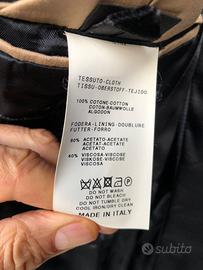 TESSUTO-CLOTH
TISSU-OBERSTOFF-TEJIDO
100% COTONE-COTTON
COTON-BAUMWOLLE
ALGODON
FODERA-LINING-DOUBLURE
FUTTER-FORRO
60% ACETATO-ACETATE
ACETAT-ACETAT
ACETATO
40% VISCOSA-VISCOSE
VISKOSE-VISCOSE
VISCOSA
DO NOT WASH
DO NOT BLEACH
DO NOT TUMBLE DRY
COOL IRON/DRY CLEAN
MADE IN ITALY
subito